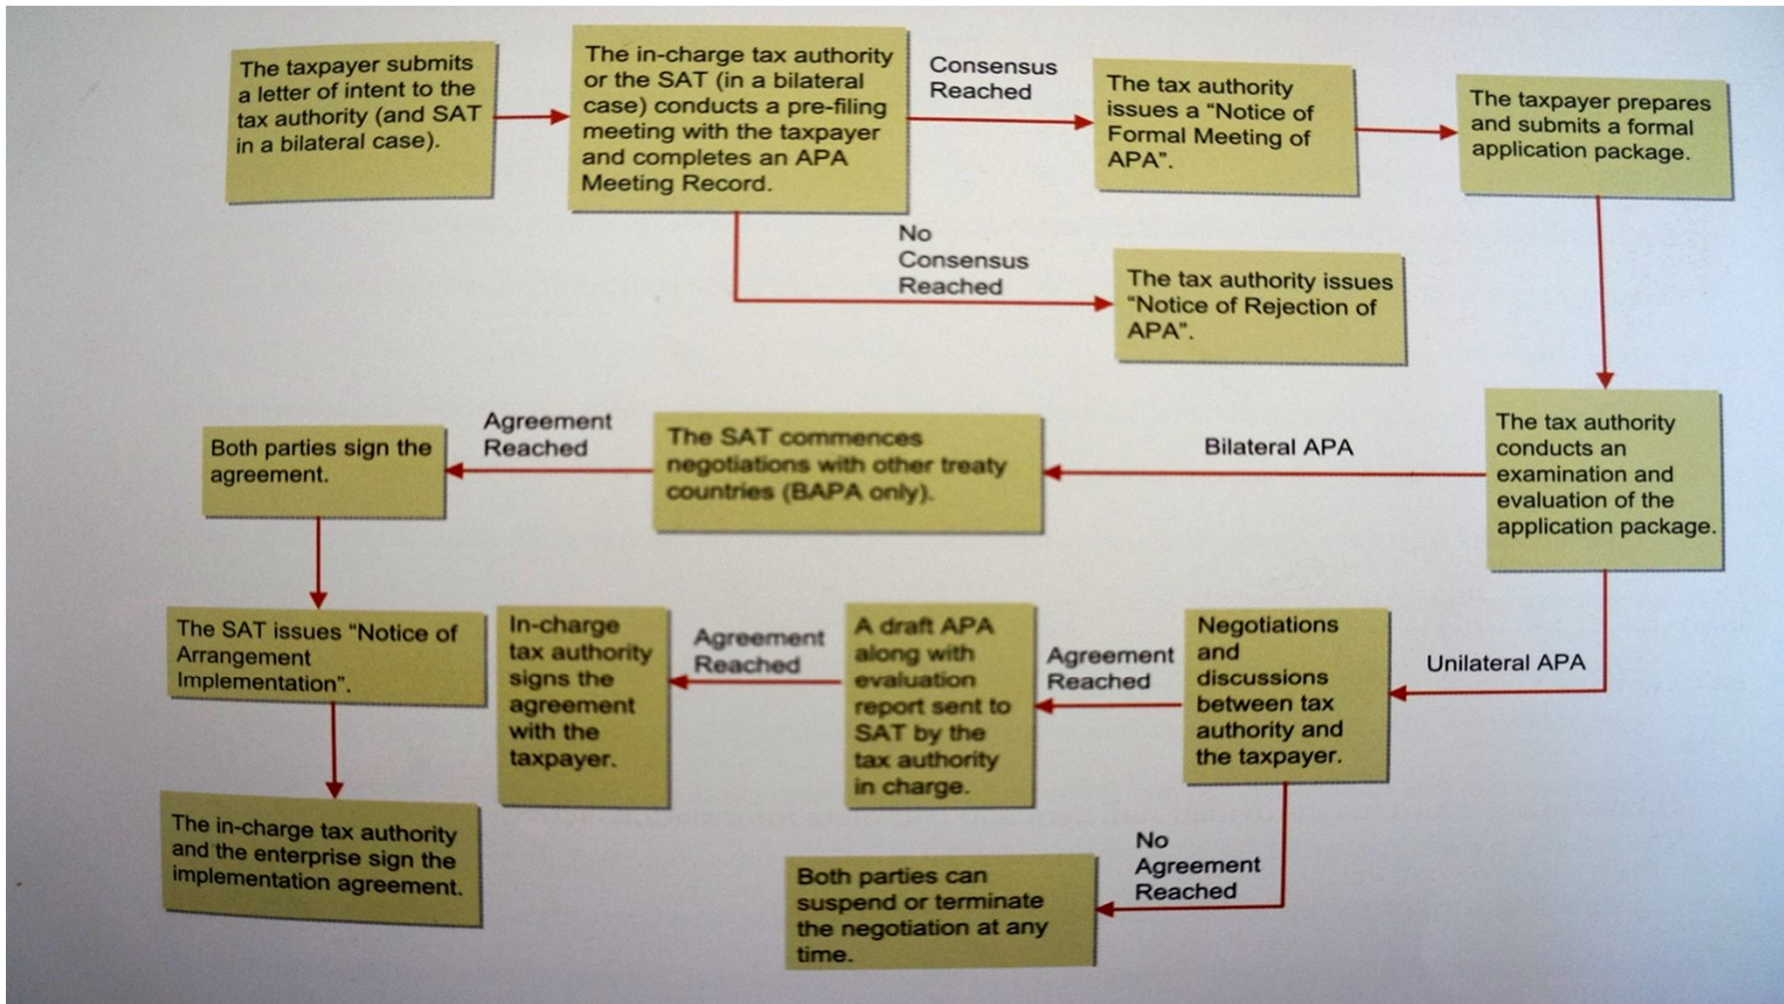 The taxpayer submits
a letter of intent to the
tax authority (and SAT
in a bilateral case).
The in-charge tax authority
or the SAT (in a bilateral
case) conducts a pre-filing
meeting with the taxpayer
and completes an APA
Meeting Record.
Consensus
Reached
The tax authority
issues a “Notice of
Formal Meeting of
APA”.
The taxpayer prepares
and submits a formal
application package.
No
Consensus
Reached
The tax authority issues
“Notice of Rejection of
APA”.
The tax authority
conducts an
examination and
evaluation of the
application package.
Bilateral APA
The SAT commences
negotiations with other treaty
countries (BAPA only).
Agreement
Reached
Both parties sign the
agreement.
The SAT issues “Notice of
Arrangement
Implementation”.
The in-charge tax authority
and the enterprise sign the
implementation agreement.
Unilateral APA
Negotiations
and
discussions
between tax
authority and
the taxpayer.
Agreement
Reached
A draft APA
along with
evaluation
report sent to
SAT by the
tax authority
in charge.
Agreement
Reached
In-charge
tax authority
signs the
agreement
with the
taxpayer.
No
Agreement
Reached
Both parties can
suspend or terminate
the negotiation at any
time.